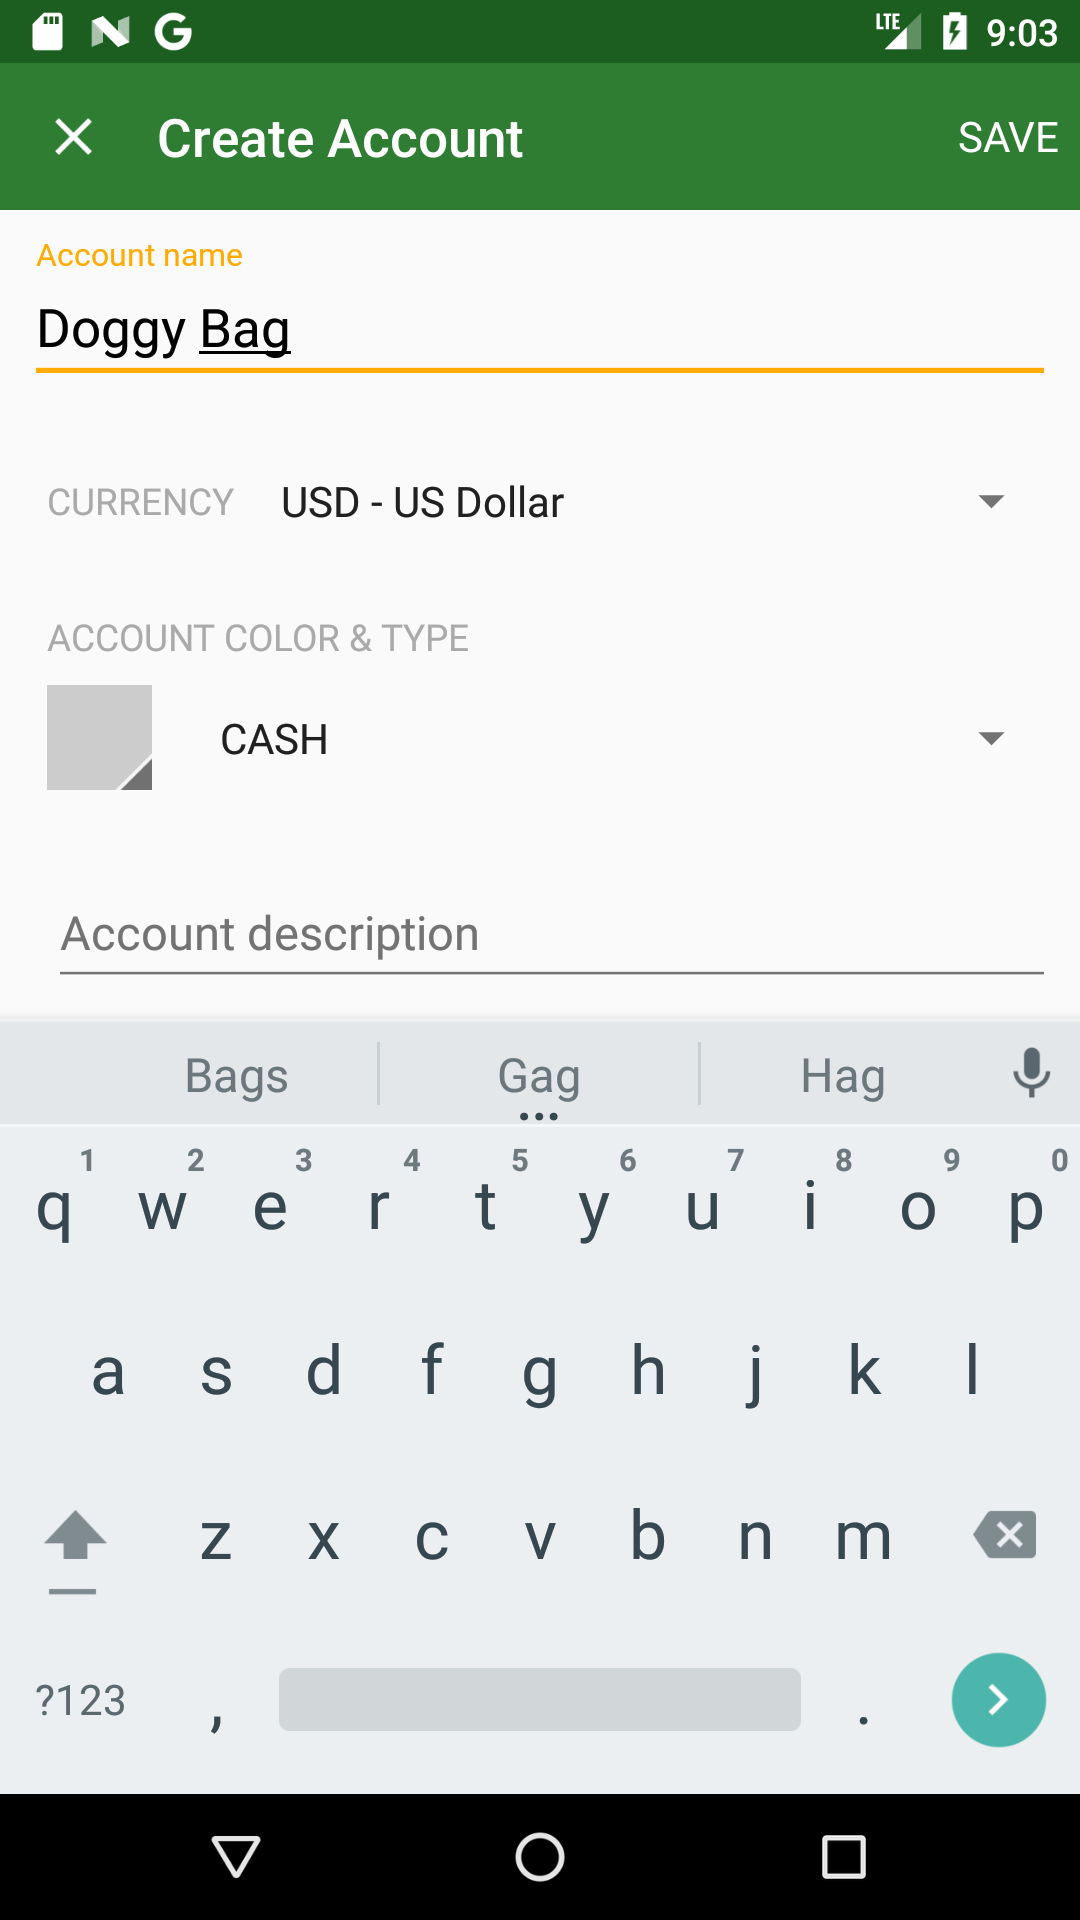 LTE 9:03
Create Account SAVE
Account name
Doggy Bag
CURRENCY USD - US Dollar
ACCOUNT COLOR & TYPE
CASH
Account description
Bags Gag Hag
1 2 3 4 5 6 7 8 9 0
q w e r t y u i o p
a s d f g h j k l
z x c v b n m
?123 , .